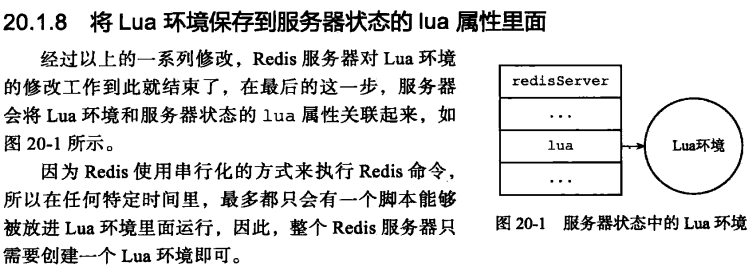 20.1.8 将 Lua 环境保存到服务器状态的 lua 属性里面
经过以上的一系列修改，Redis 服务器对 Lua 环境
的修改工作到此就结束了，在最后的这一步，服务器
会将 Lua 环境和服务器状态的 lua 属性关联起来，如
图 20-1 所示。
因为 Redis 使用串行化的方式来执行 Redis 命令，
所以在任何特定时间里，最多都只会有一个脚本能够
被放进 Lua 环境里面运行，因此，整个 Redis 服务器只
需要创建一个 Lua 环境即可。
redisServer
...
lua
...
Lua环境
图 20-1 服务器状态中的 Lua 环境